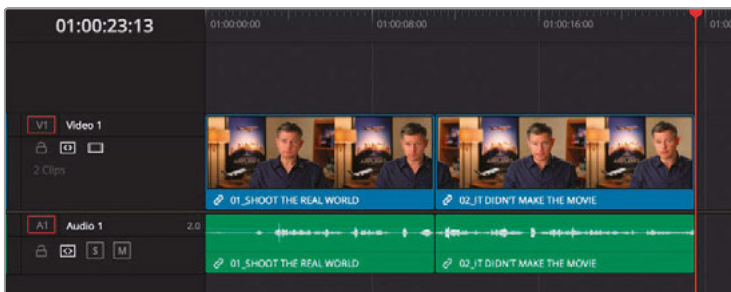 01:00:23:13
01:00:00:00
01:00:08:00
01:00:16:00
01:00
V1 Video 1
2 Clips
01_SHOOT THE REAL WORLD
02_IT DIDN'T MAKE THE MOVIE
A1 Audio 1 2.0
S M
01_SHOOT THE REAL WORLD
02_IT DIDN'T MAKE THE MOVIE